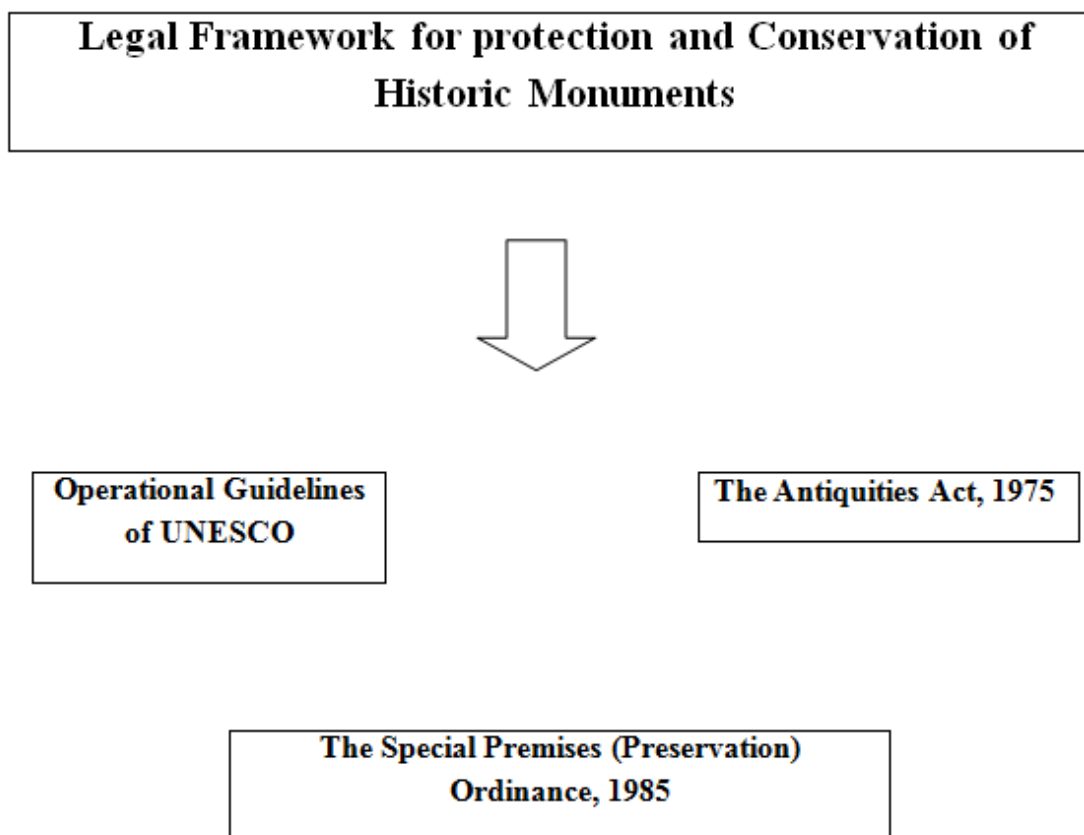 Legal Framework for protection and Conservation of
Historic Monuments
Operational Guidelines
of UNESCO
The Antiquities Act, 1975
The Special Premises (Preservation)
Ordinance, 1985